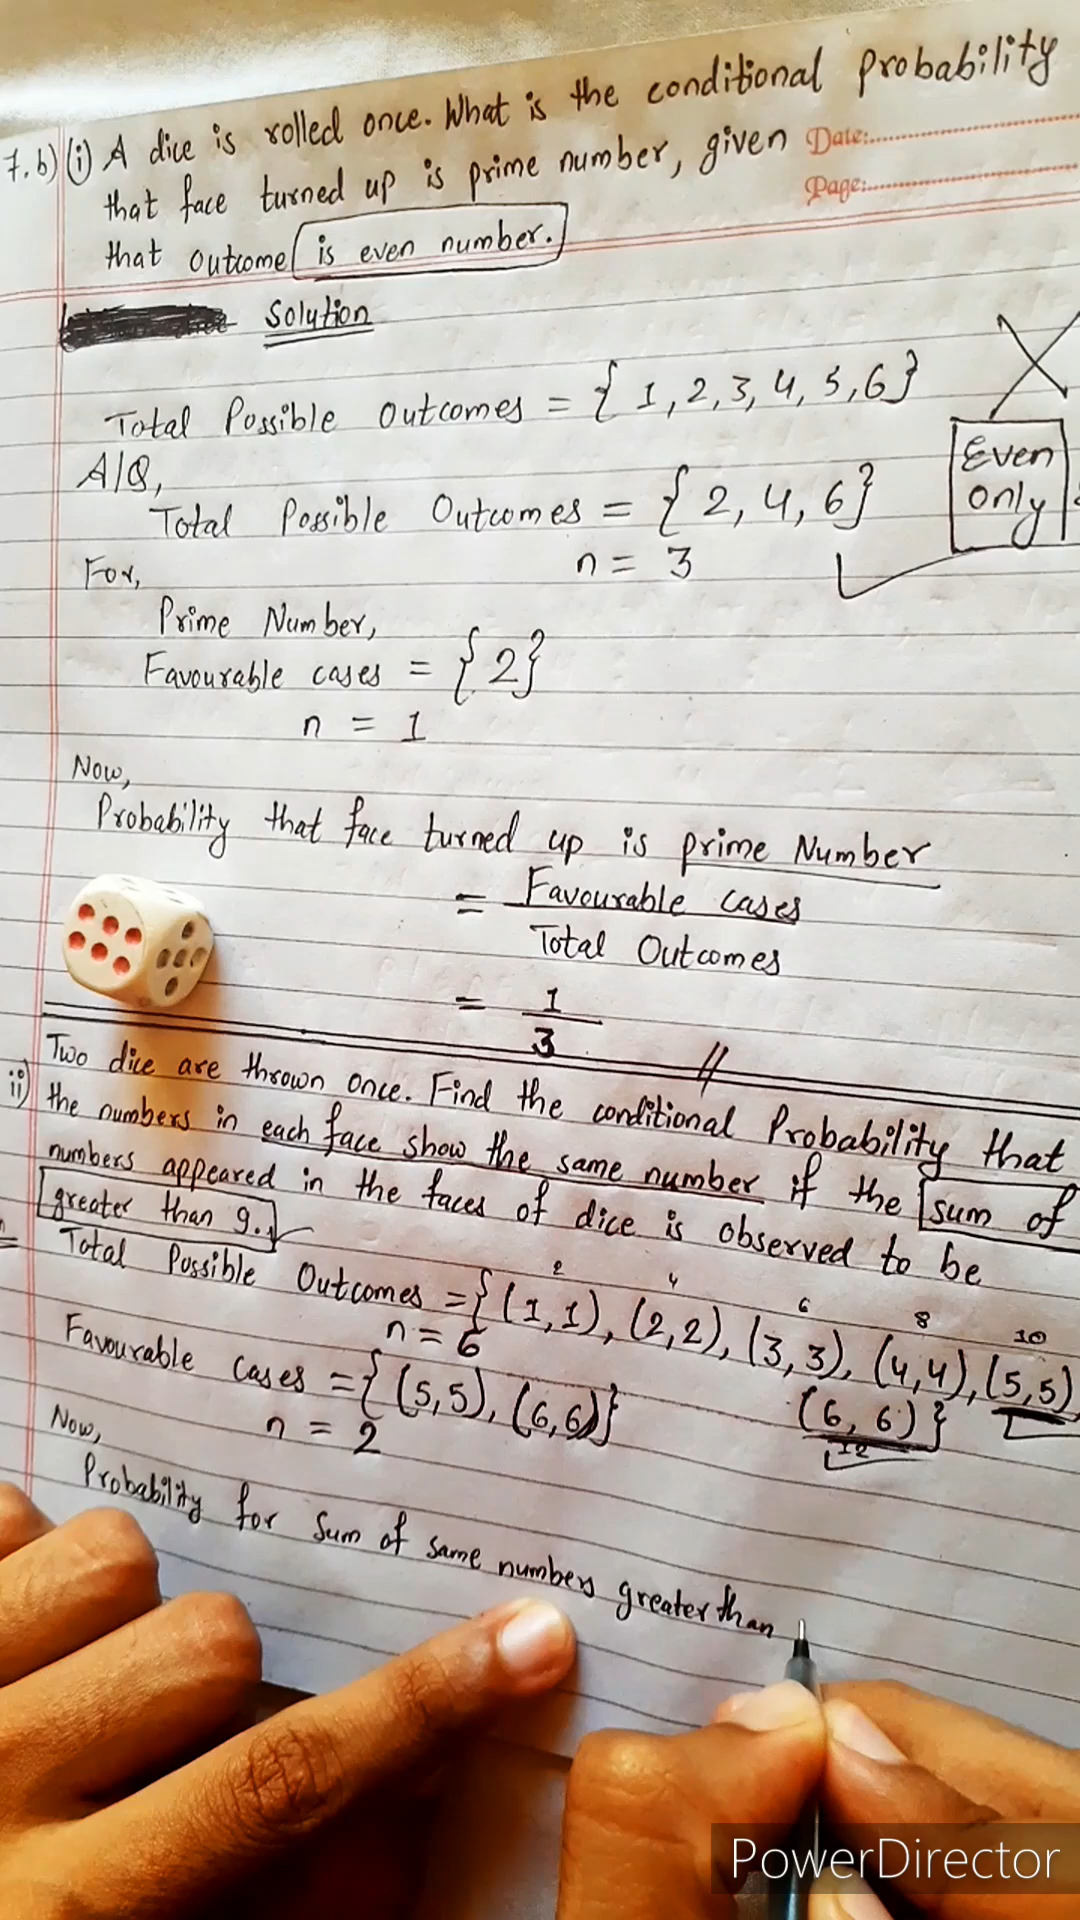 7. b) (i) A dice is rolled once. What is the conditional probability
that face turned up is prime number, given
that outcome is even number.
Date:
Page:
Solution
Total Possible Outcomes = { 1, 2, 3, 4, 5, 6 }
A/Q,
Total Possible Outcomes = { 2, 4, 6 }
n = 3
Even
only
For,
Prime Number,
Favourable cases = { 2 }
n = 1
Now,
Probability that face turned up is prime Number
= Favourable cases
Total Outcomes
= 1
3
ii) Two dice are thrown once. Find the conditional Probability that
the numbers in each face show the same number if the sum of
numbers appeared in the faces of dice is observed to be
greater than 9.
Total Possible Outcomes = { (1,1), (2,2), (3,3), (4,4), (5,5),
2 4 6 8 10
(6, 6) }
12
n = 6
Favourable cases = { (5,5), (6,6) }
n = 2
Now,
Probability for sum of same numbers greater than
PowerDirector